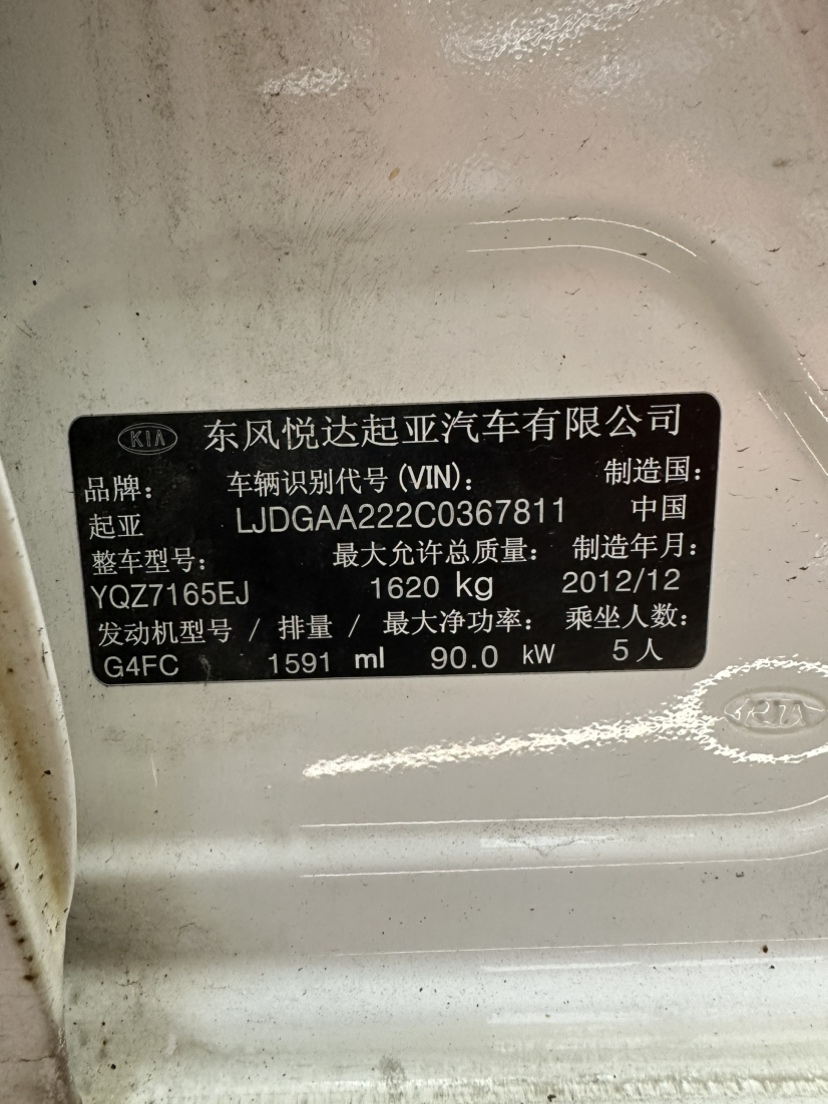 KIA 东风悦达起亚汽车有限公司
品牌： 车辆识别代号(VIN)： 制造国：
起亚 LJDGAA222C0367811 中国
整车型号： 最大允许总质量： 制造年月：
YQZ7165EJ 1620 kg 2012/12
发动机型号 / 排量 / 最大净功率： 乘坐人数：
G4FC 1591 ml 90.0 kW 5人
KIA